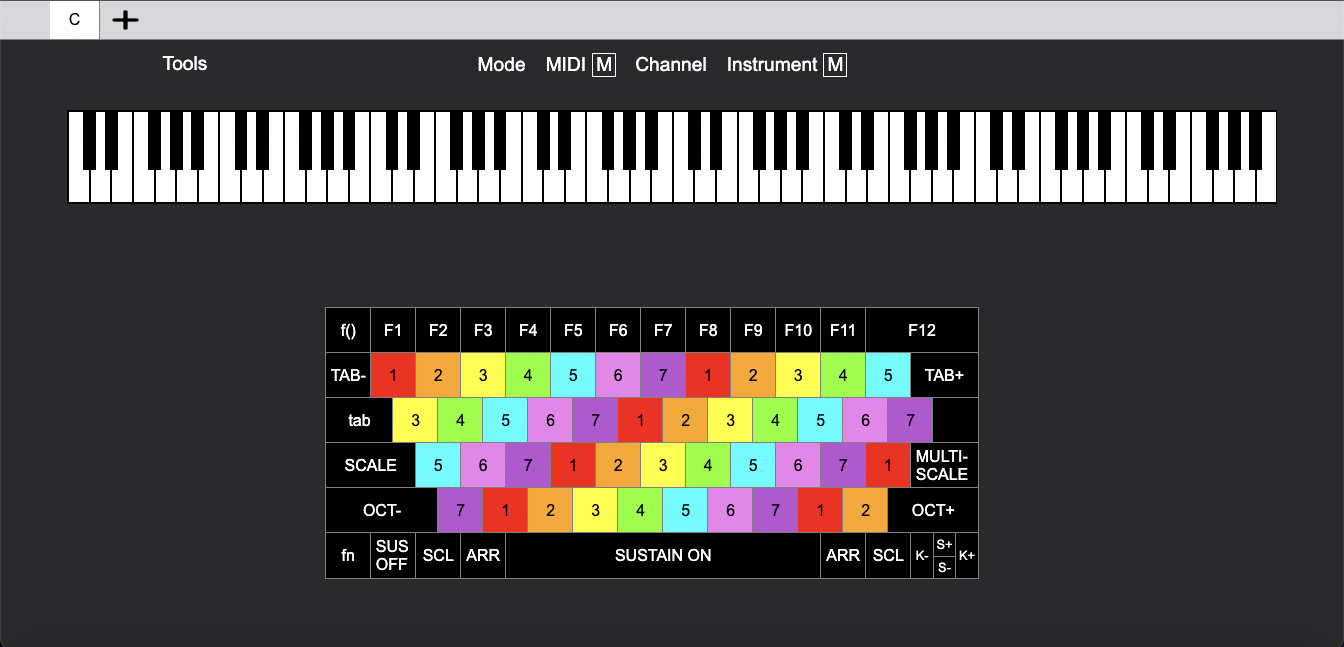 C +
Tools Mode MIDI M Channel Instrument M
f() F1 F2 F3 F4 F5 F6 F7 F8 F9 F10 F11 F12
TAB- 1 2 3 4 5 6 7 1 2 3 4 5 TAB+
tab 3 4 5 6 7 1 2 3 4 5 6 7
SCALE 5 6 7 1 2 3 4 5 6 7 1 MULTI-
SCALE
OCT- 7 1 2 3 4 5 6 7 1 2 OCT+
fn SUS
OFF SCL ARR SUSTAIN ON ARR SCL K- S+
S- K+